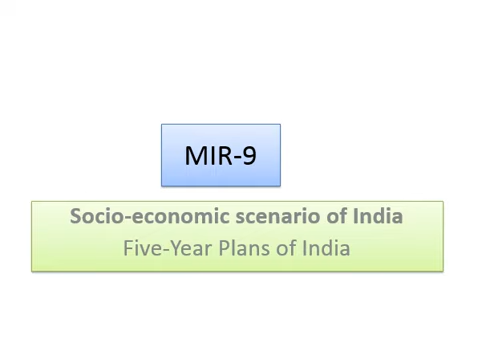 MIR-9
Socio-economic scenario of India
Five-Year Plans of India